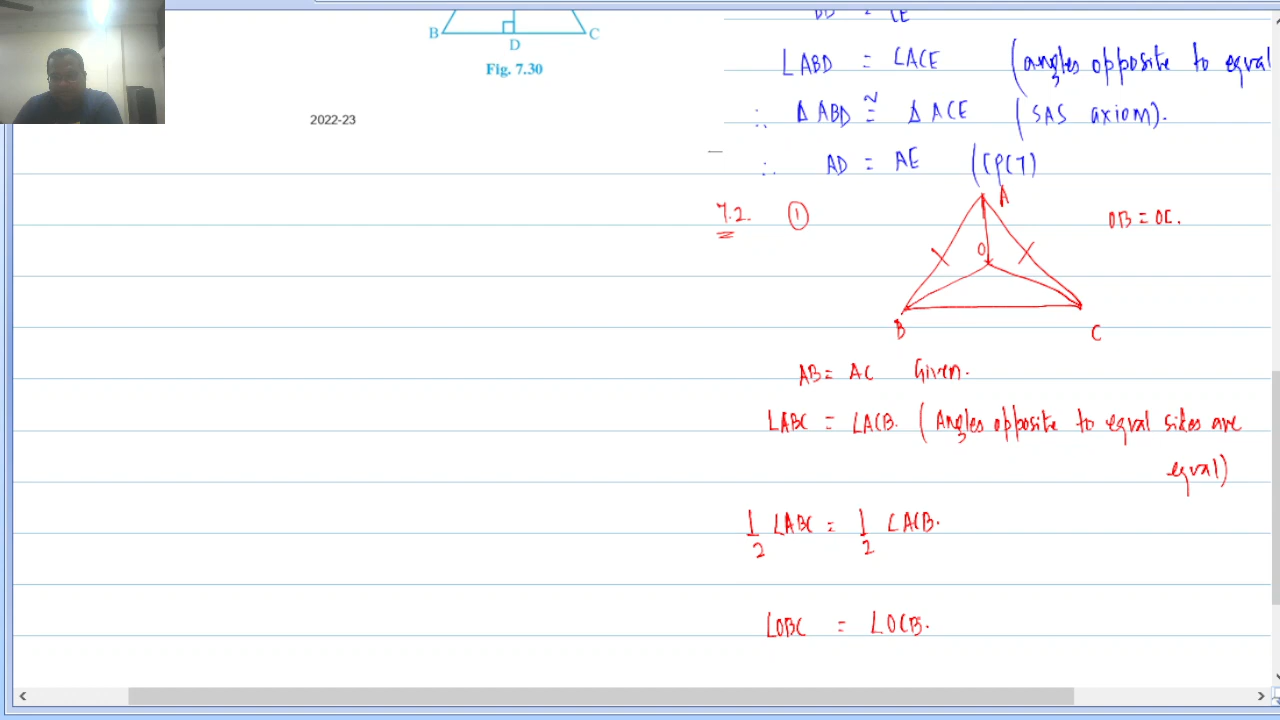 B
D
C
Fig. 7.30
2022-23
∠ABD = ∠ACE (angles opposite to equal
∴ Δ ABD ≅ Δ ACE (SAS axiom).
∴ AD = AE (CPCT)
7.2. ① A OB = OC.
O
B C
AB = AC Given.
∠ABC = ∠ACB. (Angles opposite to equal sides are
equal)
1/2 ∠ABC = 1/2 ∠ACB.
∠OBC = ∠OCB.